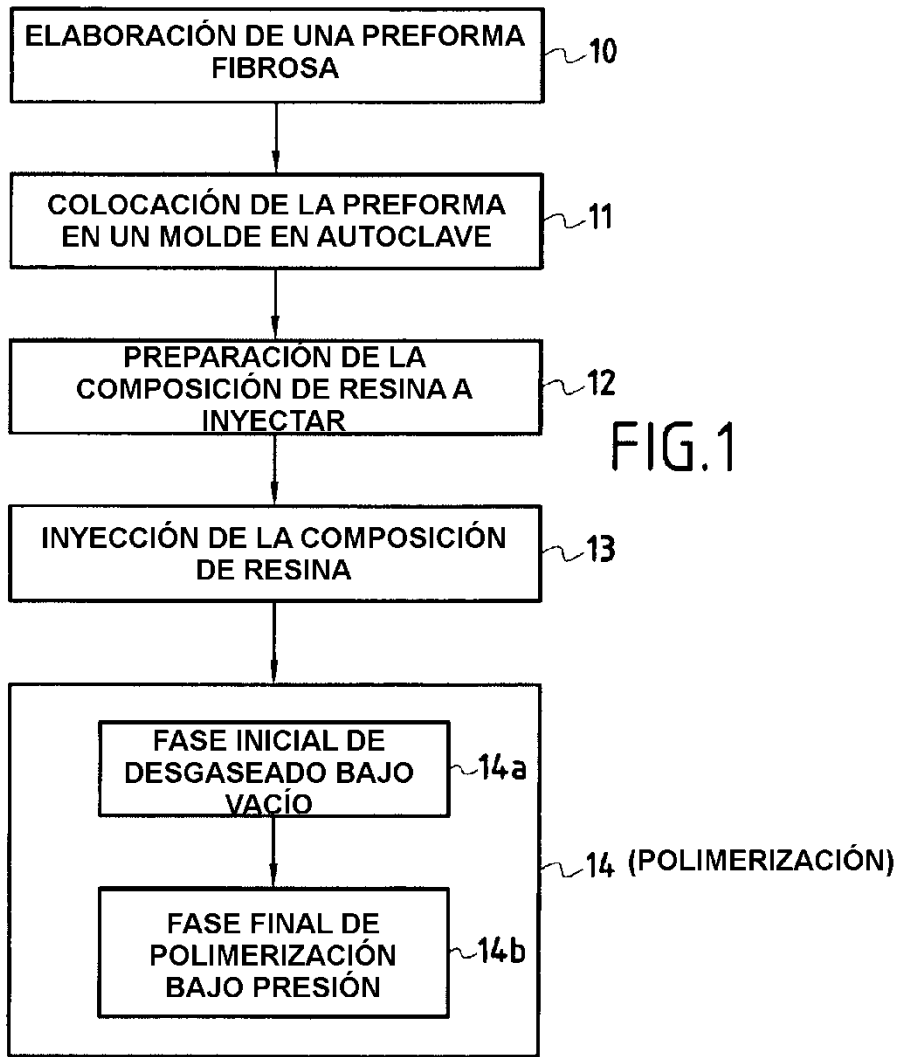 ELABORACIÓN DE UNA PREFORMA
FIBROSA
10
COLOCACIÓN DE LA PREFORMA
EN UN MOLDE EN AUTOCLAVE
11
PREPARACIÓN DE LA
COMPOSICIÓN DE RESINA A
INYECTAR
12
FIG.1
INYECCIÓN DE LA COMPOSICIÓN
DE RESINA
13
FASE INICIAL DE
DESGASEADO BAJO
VACÍO
14a
14 (POLIMERIZACIÓN)
FASE FINAL DE
POLIMERIZACIÓN
BAJO PRESIÓN
14b